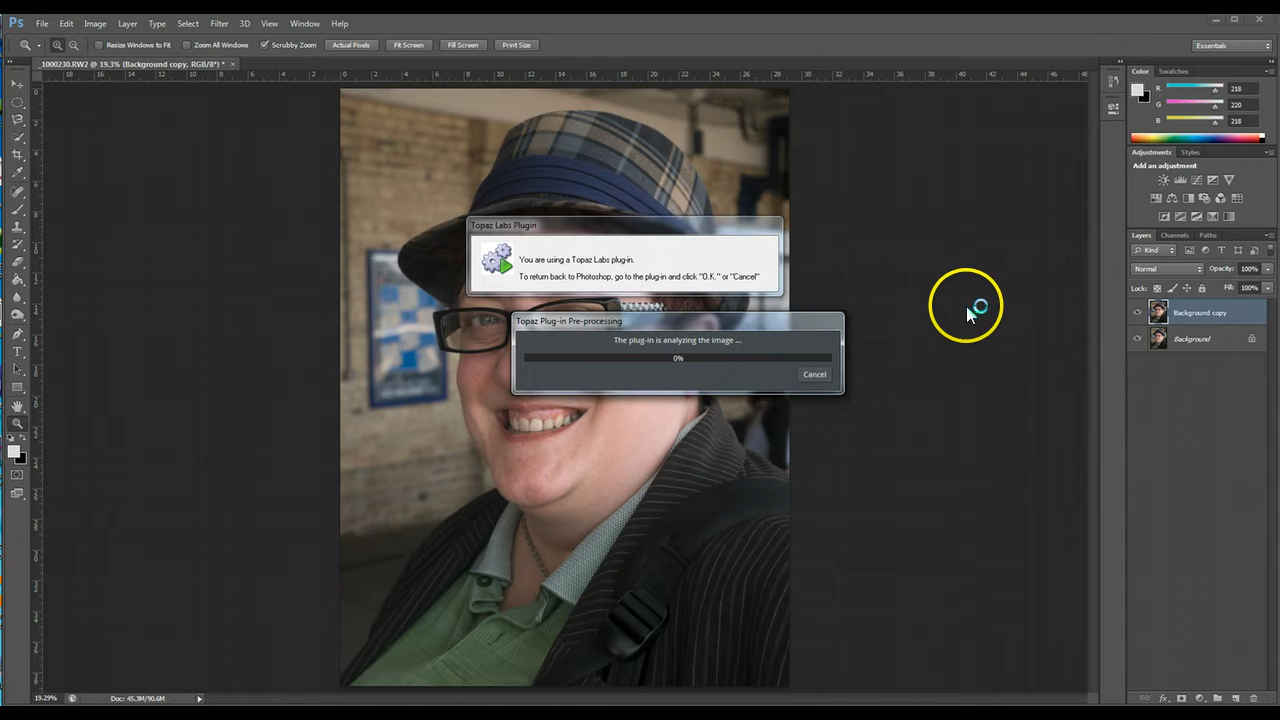 Ps File Edit Image Layer Type Select Filter 3D View Window Help
Resize Windows to Fit Zoom All Windows Scrubby Zoom Actual Pixels Fit Screen Fill Screen Print Size Essentials
_1000230.RW2 @ 19.3% (Background copy, RGB/8*) * ×
Color Swatches
R 218
G 220
B 218
Adjustments Styles
Add an adjustment
Layers Channels Paths
Kind
Normal Opacity: 100%
Lock: Fill: 100%
Background copy
Background
Topaz Labs Plugin
You are using a Topaz Labs plug-in.
To return back to Photoshop, go to the plug-in and click "O.K." or "Cancel"
Topaz Plug-in Pre-processing
The plug-in is analyzing the image ...
0%
Cancel
19.29% Doc: 45.3M/90.6M